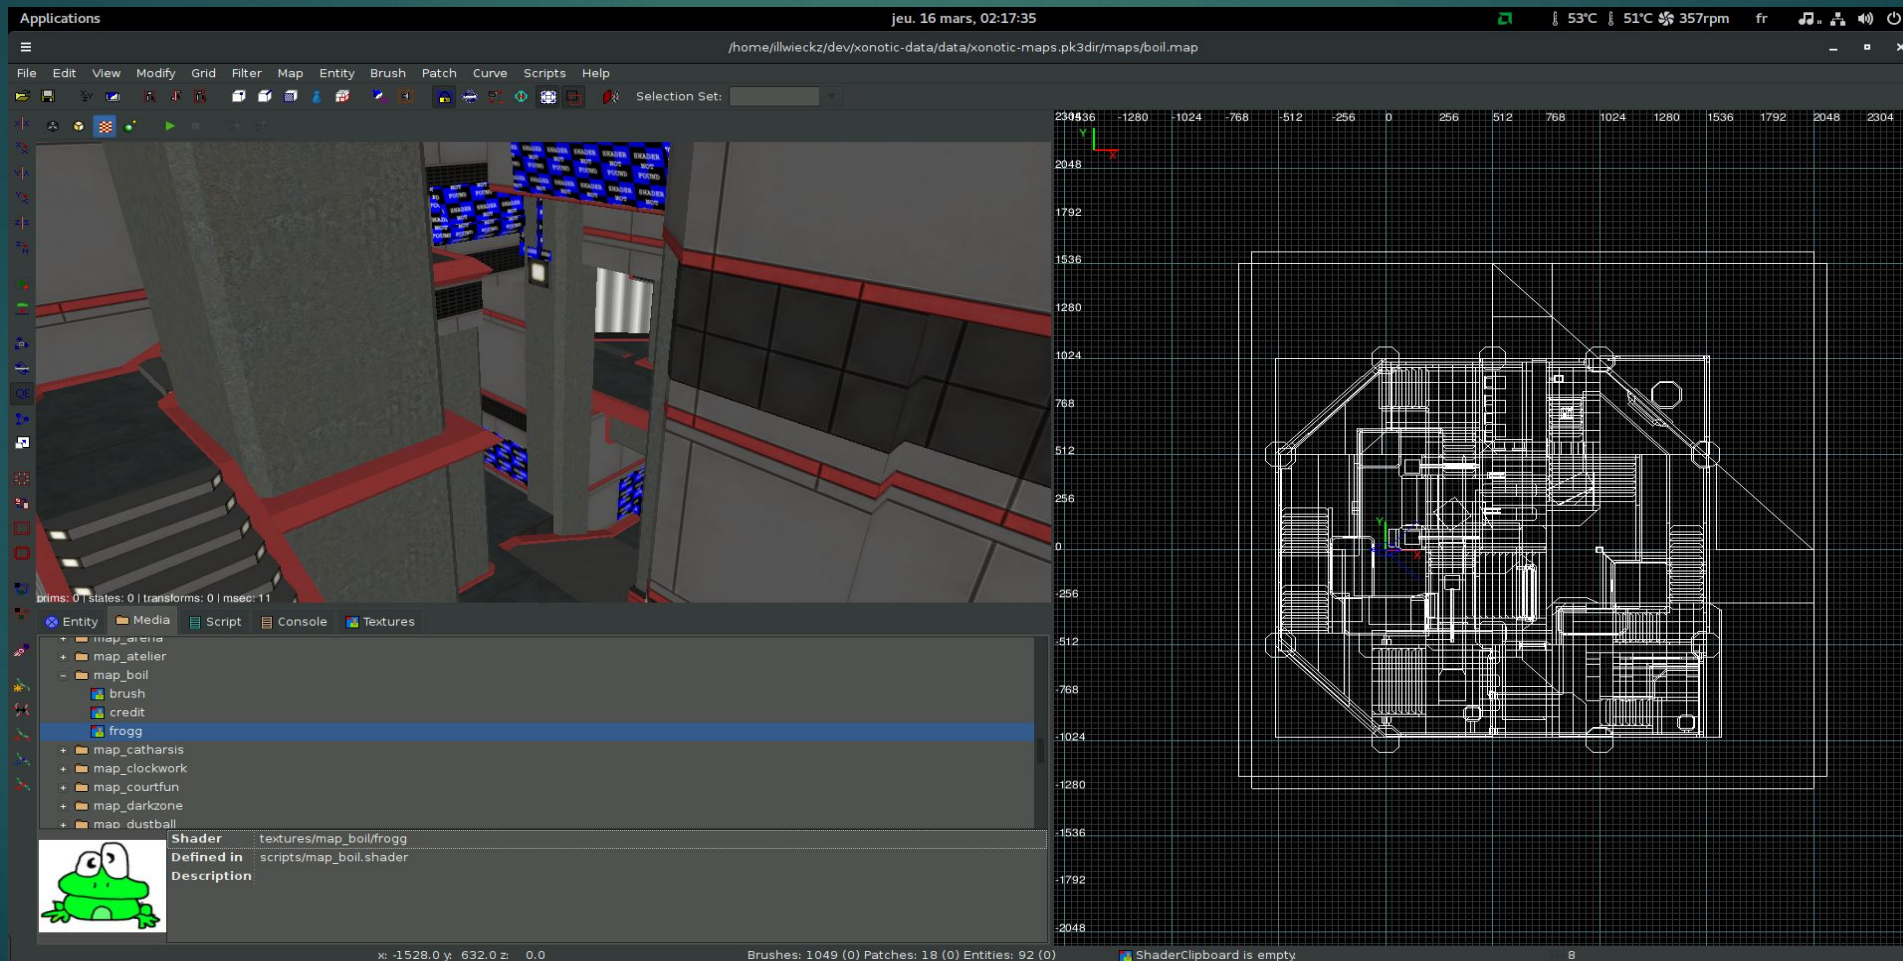 Applications
jeu. 16 mars, 02:17:35
53°C 51°C 357rpm fr
/home/illwieckz/dev/xonotic-data/data/xonotic-maps.pk3dir/maps/boil.map
File Edit View Modify Grid Filter Map Entity Brush Patch Curve Scripts Help
Selection Set:
SHADER NOT FOUND
prims: 0 | states: 0 | transforms: 0 | msec: 11
Entity Media Script Console Textures
map_arena
map_atelier
map_boil
brush
credit
frogg
map_catharsis
map_clockwork
map_courtfun
map_darkzone
map_dustball
Shader textures/map_boil/frogg
Defined in scripts/map_boil.shader
Description
-1280 -1024 -768 -512 -256 0 256 512 768 1024 1280 1536 1792 2048 2304
Y
X
2048
1792
1536
1280
1024
768
512
256
0
-256
-512
-768
-1024
-1280
-1536
-1792
-2048
Y
X
x: -1528.0 y: 632.0 z: 0.0
Brushes: 1049 (0) Patches: 18 (0) Entities: 92 (0)
ShaderClipboard is empty.
8